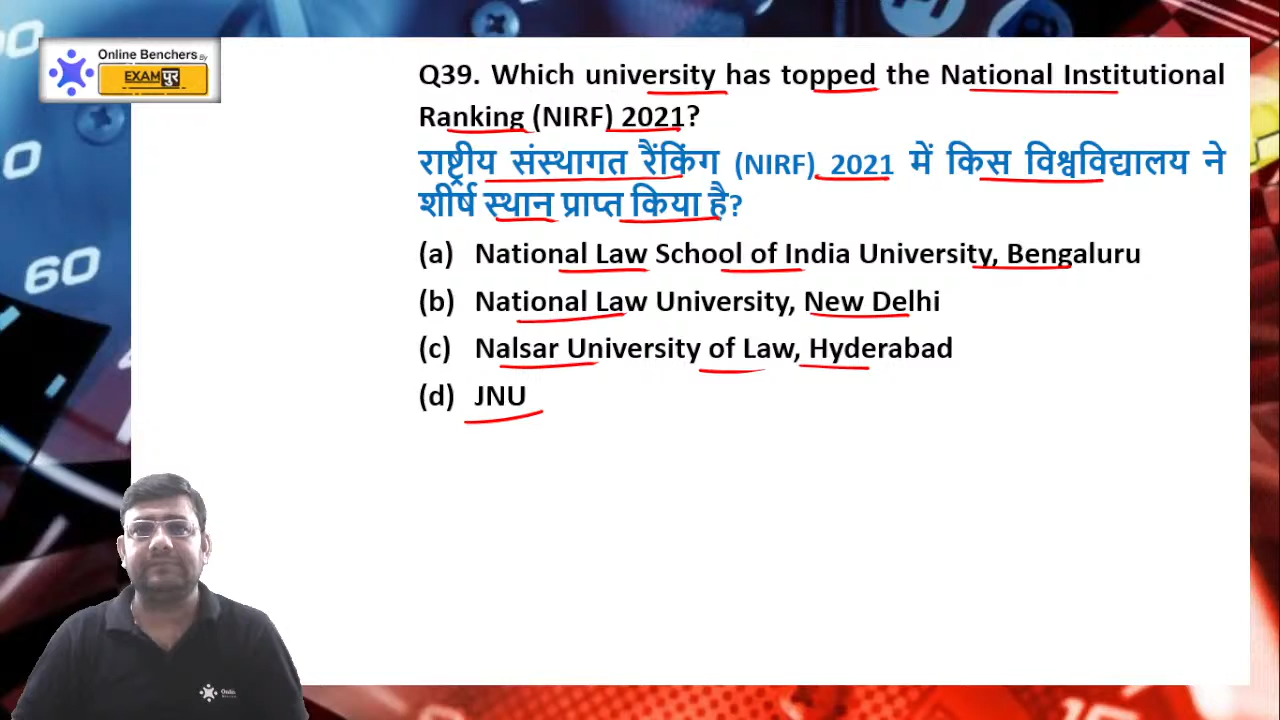 Online Benchers By
EXAMपुर
Q39. Which university has topped the National Institutional
Ranking (NIRF) 2021?
राष्ट्रीय संस्थागत रैंकिंग (NIRF) 2021 में किस विश्वविद्यालय ने
शीर्ष स्थान प्राप्त किया है?
(a) National Law School of India University, Bengaluru
(b) National Law University, New Delhi
(c) Nalsar University of Law, Hyderabad
(d) JNU
60